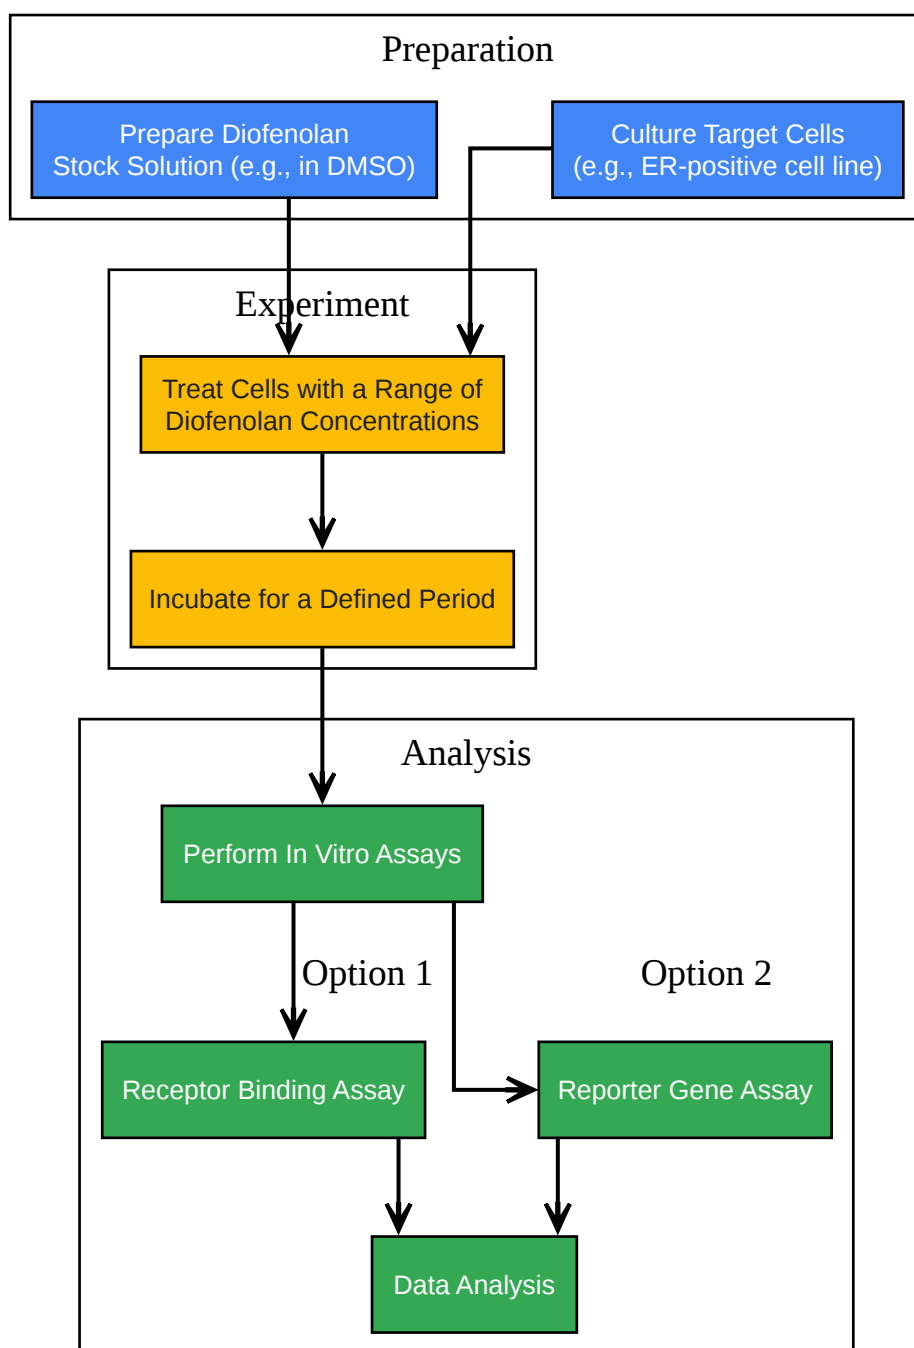 Preparation
Prepare Diofenolan
Stock Solution (e.g., in DMSO)
Culture Target Cells
(e.g., ER-positive cell line)
Experiment
Treat Cells with a Range of
Diofenolan Concentrations
Incubate for a Defined Period
Analysis
Perform In Vitro Assays
Option 1
Option 2
Receptor Binding Assay
Reporter Gene Assay
Data Analysis